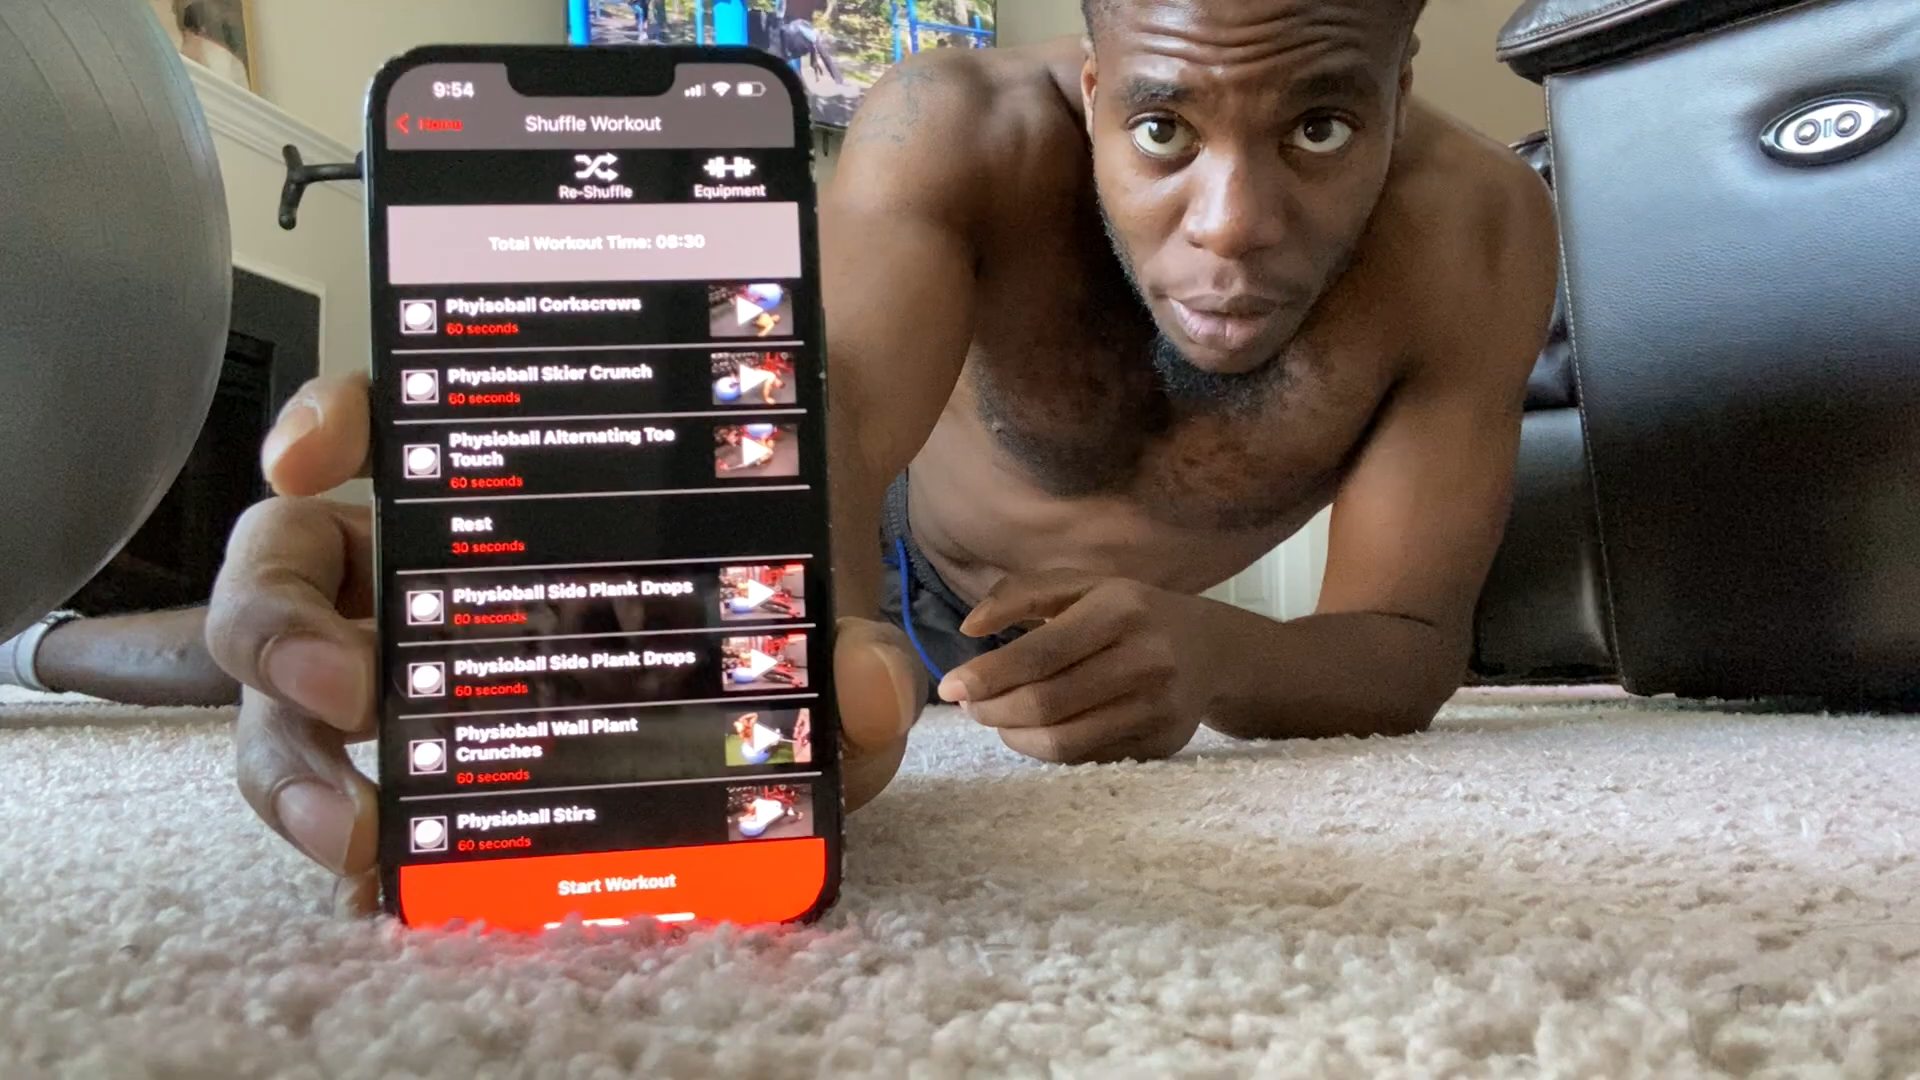 9:54
Home
Shuffle Workout
Re-Shuffle
Equipment
Total Workout Time: 08:30
Phyisoball Corkscrews
60 seconds
Physioball Skier Crunch
60 seconds
Physioball Alternating Toe
Touch
60 seconds
Rest
30 seconds
Physioball Side Plank Drops
60 seconds
Physioball Side Plank Drops
60 seconds
Physioball Wall Plant
Crunches
60 seconds
Physioball Stirs
60 seconds
Start Workout